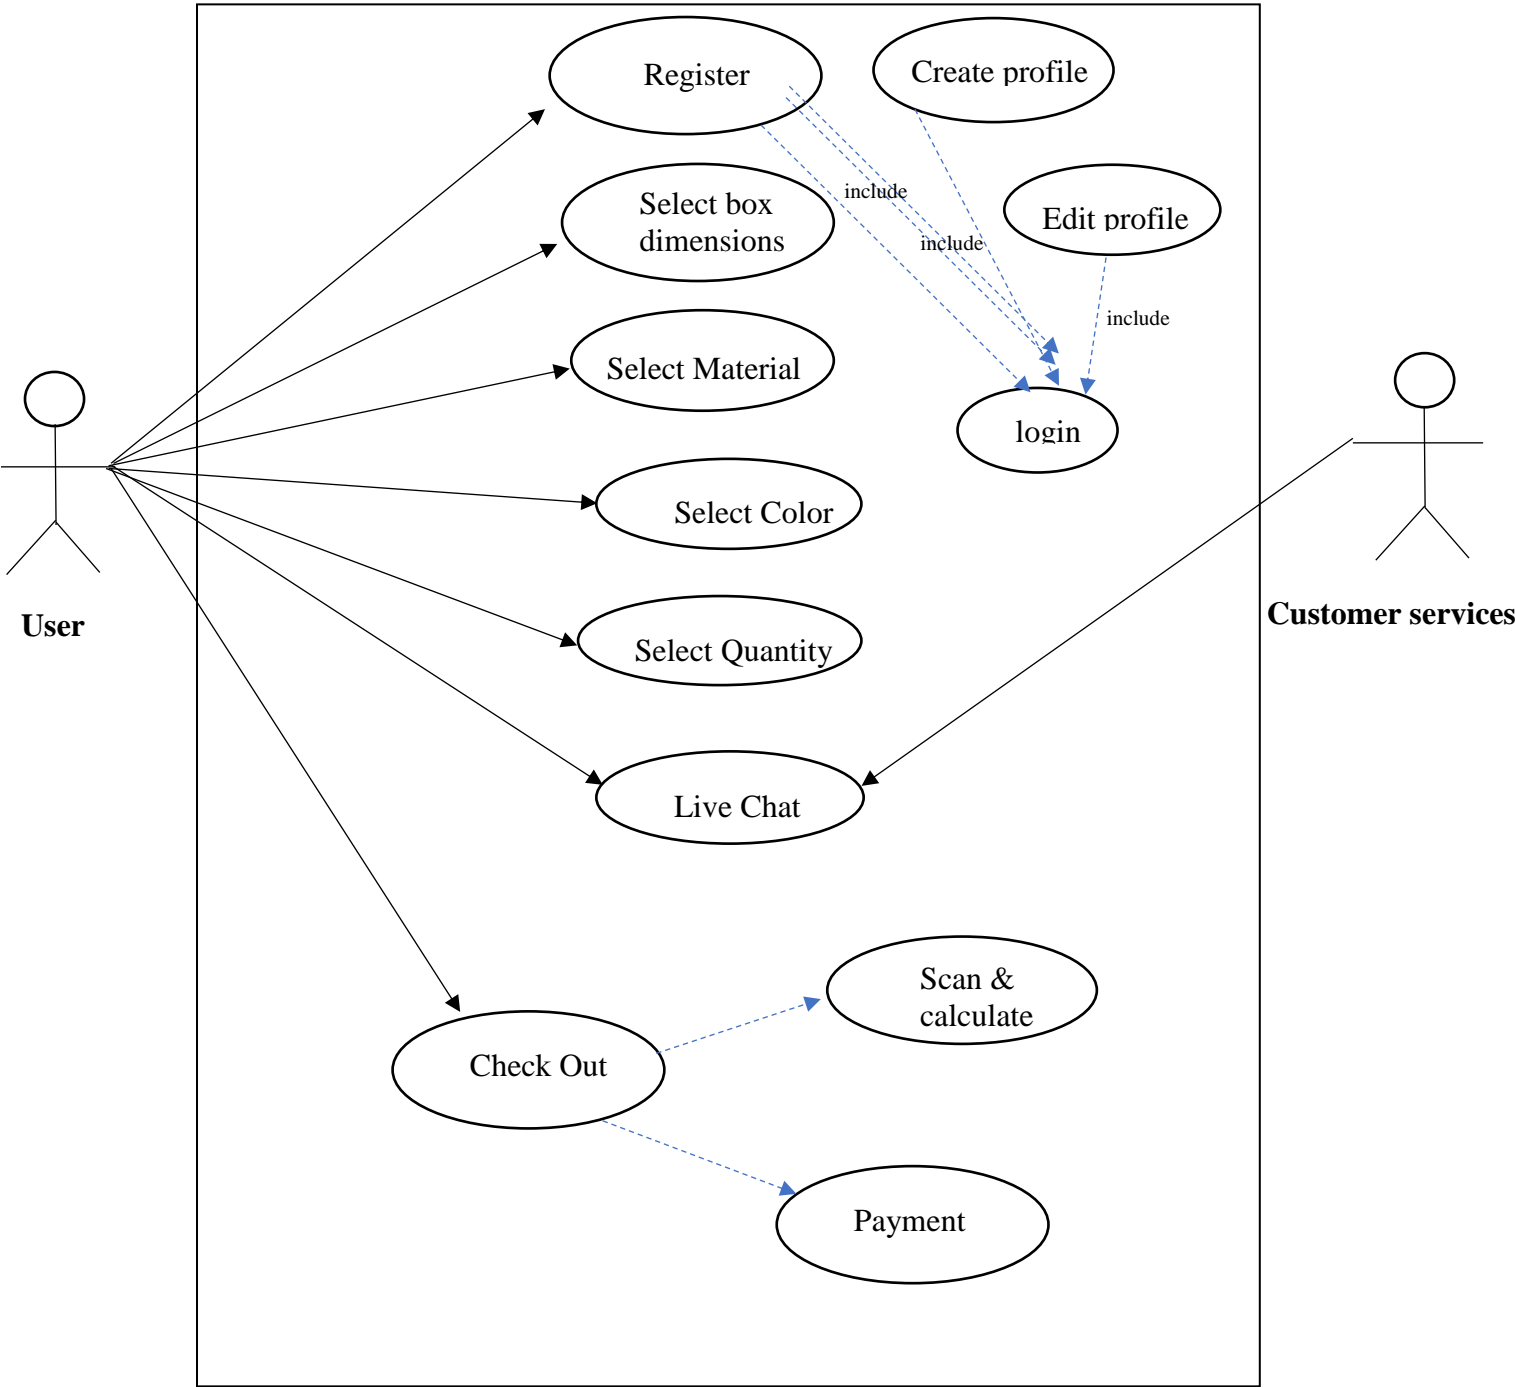 Register
Create profile
include
Select box
dimensions
Edit profile
include
include
Select Material
login
Select Color
User
Customer services
Select Quantity
Live Chat
Scan &
calculate
Check Out
Payment